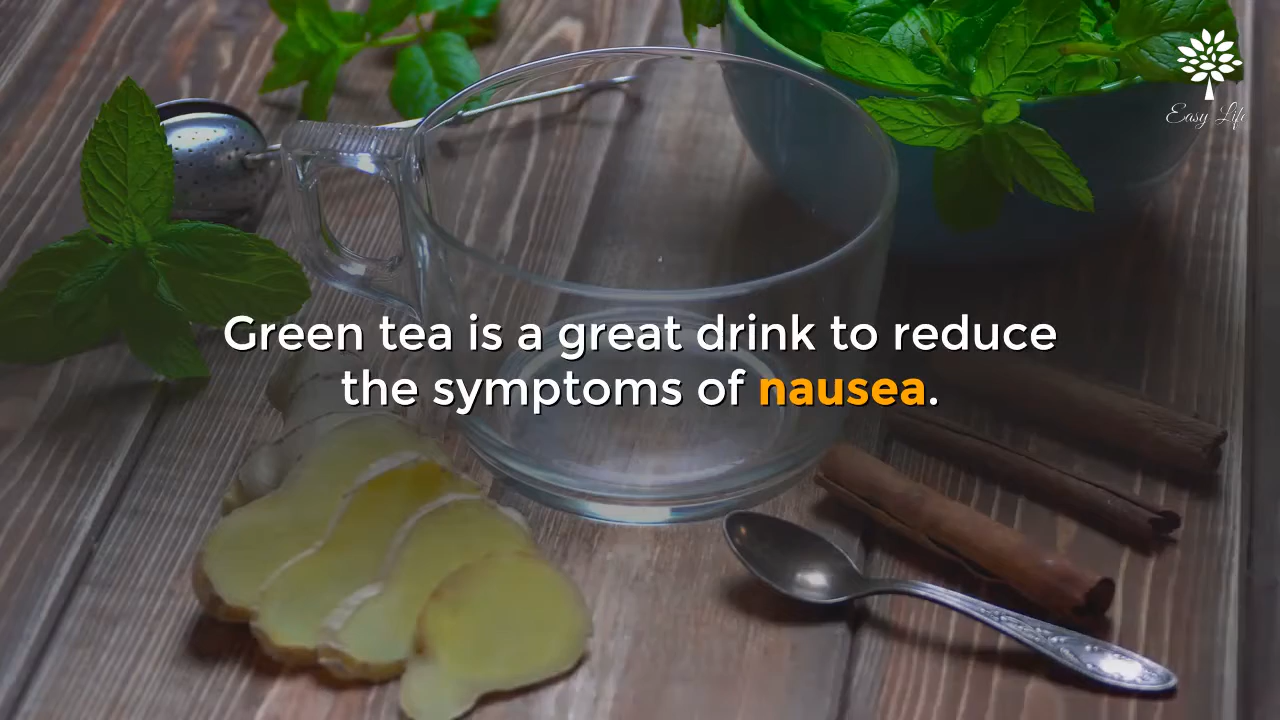 Easy Life
Green tea is a great drink to reduce
the symptoms of nausea.